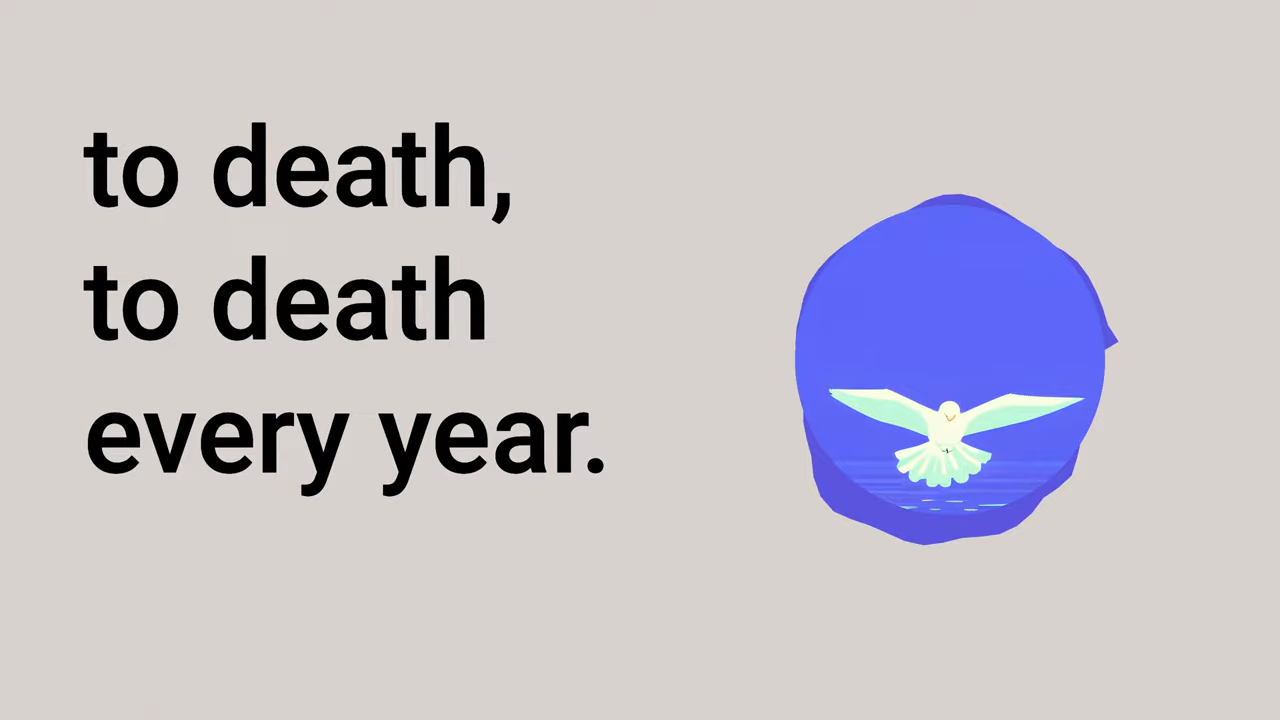 to death,
to death
every year.